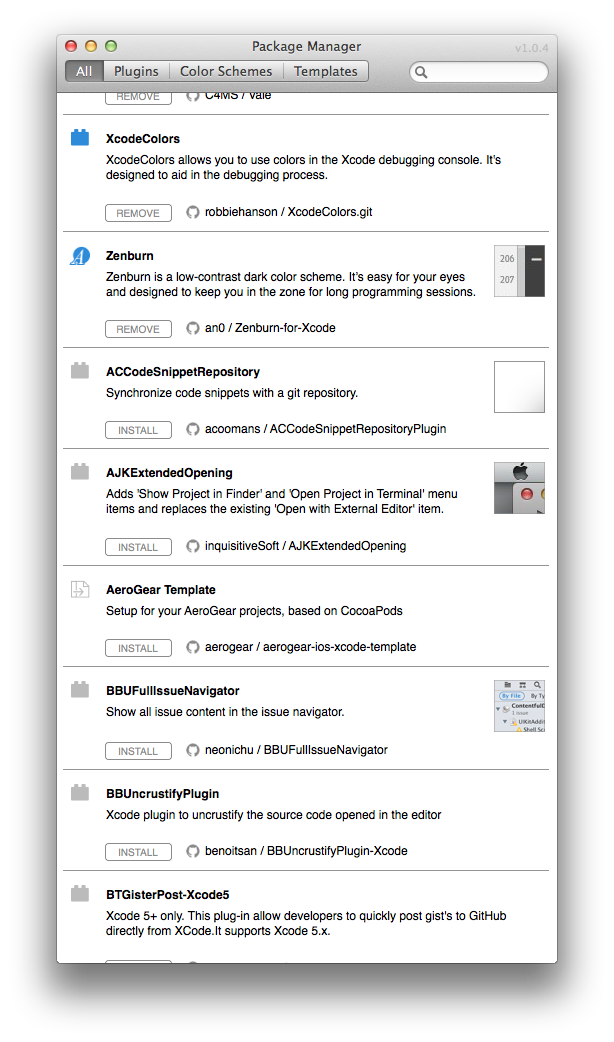 Package Manager
v1.0.4
All Plugins Color Schemes Templates
REMOVE C4MS / Vale
XcodeColors
XcodeColors allows you to use colors in the Xcode debugging console. It's
designed to aid in the debugging process.
REMOVE robbiehanson / XcodeColors.git
Zenburn
Zenburn is a low-contrast dark color scheme. It's easy for your eyes
and designed to keep you in the zone for long programming sessions.
206
207
REMOVE an0 / Zenburn-for-Xcode
ACCodeSnippetRepository
Synchronize code snippets with a git repository.
INSTALL acoomans / ACCodeSnippetRepositoryPlugin
AJKExtendedOpening
Adds 'Show Project in Finder' and 'Open Project in Terminal' menu
items and replaces the existing 'Open with External Editor' item.
INSTALL inquisitiveSoft / AJKExtendedOpening
AeroGear Template
Setup for your AeroGear projects, based on CocoaPods
INSTALL aerogear / aerogear-ios-xcode-template
BBUFullIssueNavigator
Show all issue content in the issue navigator.
By File By Ty
ContentfulD
1 issue
UIKitAddit
Shell Sci
INSTALL neonichu / BBUFullIssueNavigator
BBUncrustifyPlugin
Xcode plugin to uncrustify the source code opened in the editor
INSTALL benoitsan / BBUncrustifyPlugin-Xcode
BTGisterPost-Xcode5
Xcode 5+ only. This plug-in allow developers to quickly post gist's to GitHub
directly from XCode.It supports Xcode 5.x.